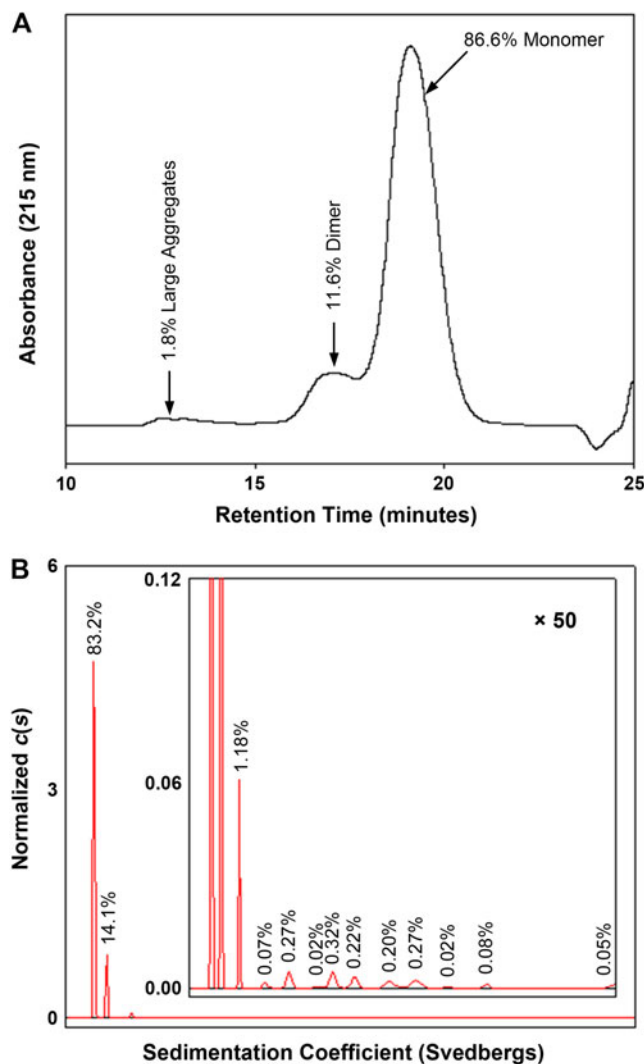 A
Absorbance (215 nm)
1.8% Large Aggregates
11.6% Dimer
86.6% Monomer
10 15 20 25
Retention Time (minutes)
B
Normalized c(s)
6
3
0
83.2%
14.1%
0.12
0.06
0.00
× 50
1.18%
0.07%
0.27%
0.02%
0.32%
0.22%
0.20%
0.27%
0.02%
0.08%
0.05%
Sedimentation Coefficient (Svedbergs)